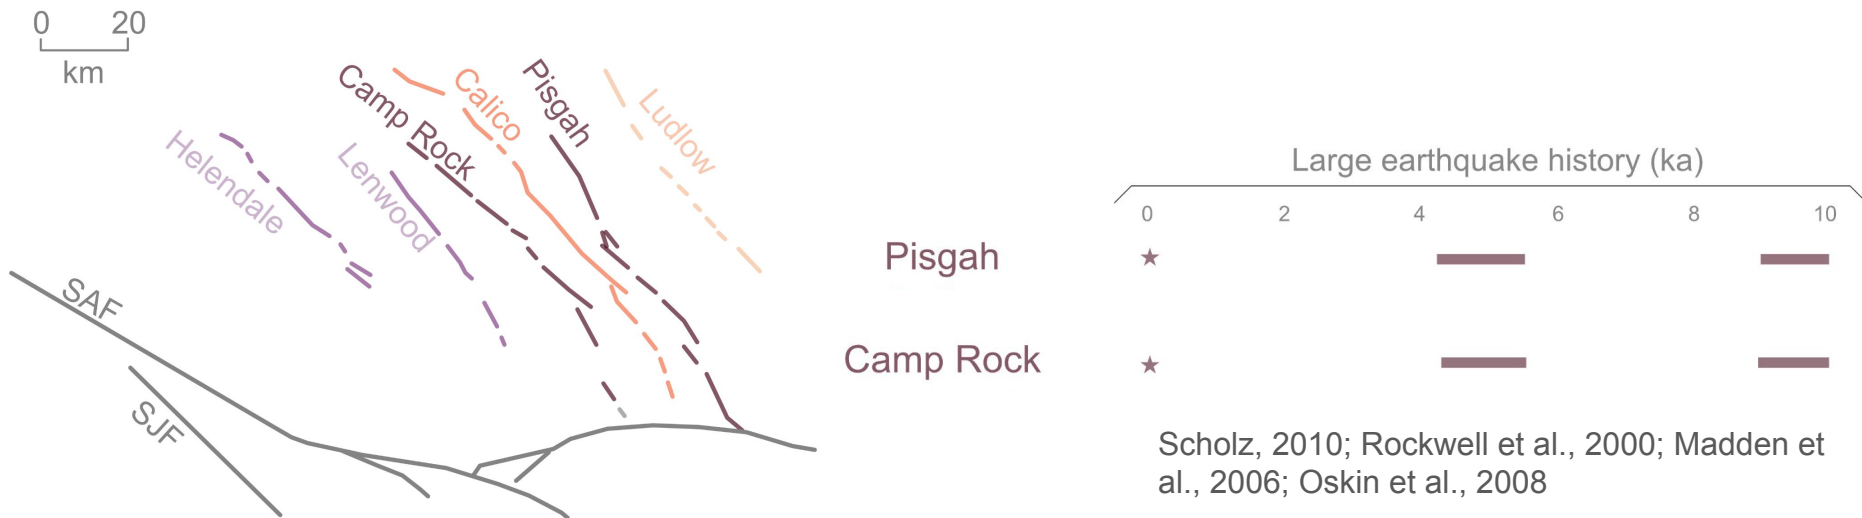 0 20
km
Helendale
Lenwood
Camp Rock
Calico
Pisgah
Ludlow
SAF
SJF
Large earthquake history (ka)
0 2 4 6 8 10
Pisgah
Camp Rock
Scholz, 2010; Rockwell et al., 2000; Madden et
al., 2006; Oskin et al., 2008